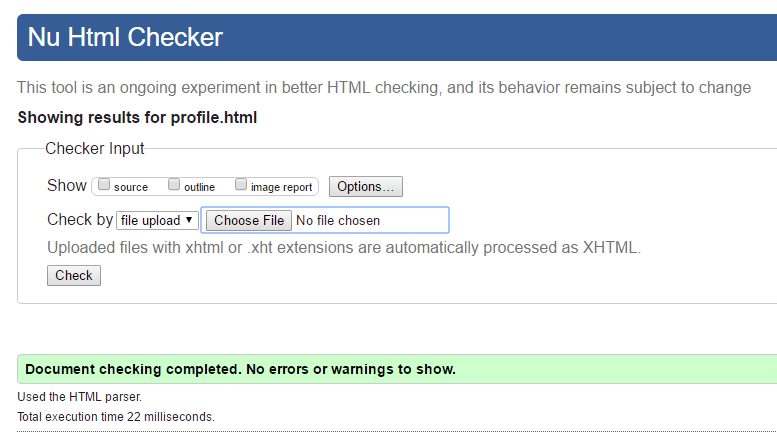 Nu Html Checker
This tool is an ongoing experiment in better HTML checking, and its behavior remains subject to change
Showing results for profile.html
Checker Input
Show source outline image report Options...
Check by file upload Choose File No file chosen
Uploaded files with xhtml or .xht extensions are automatically processed as XHTML.
Check
Document checking completed. No errors or warnings to show.
Used the HTML parser.
Total execution time 22 milliseconds.